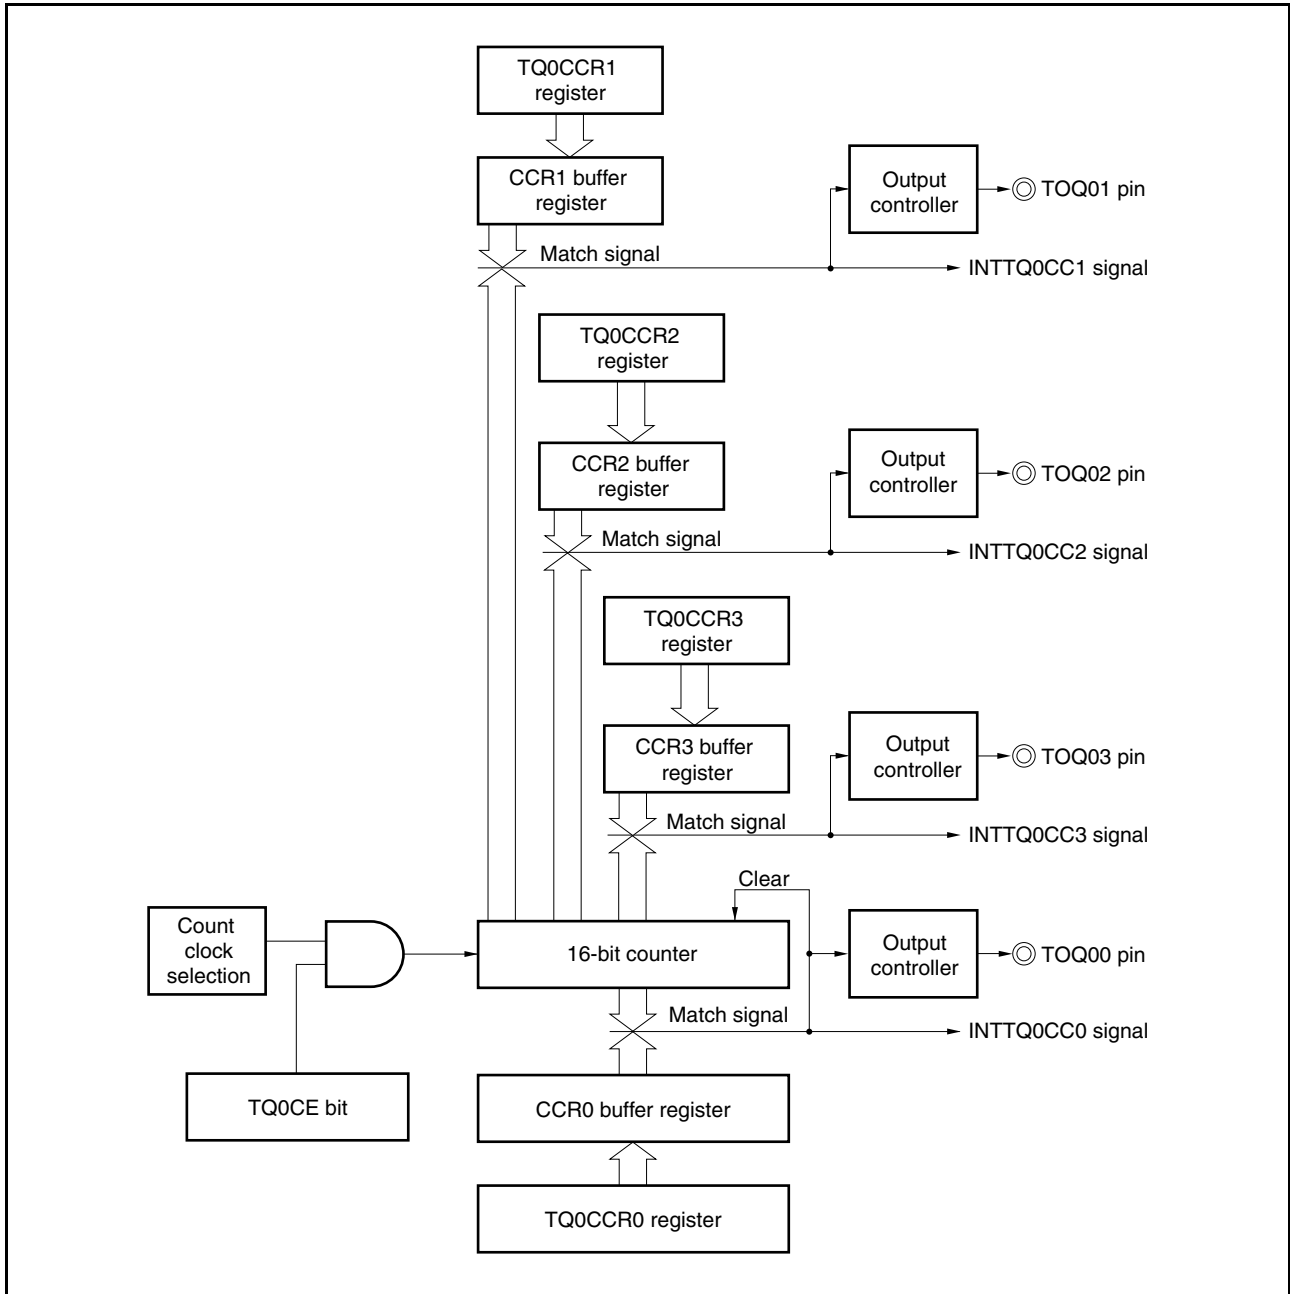 TQ0CCR1
register
CCR1 buffer
register
Output
controller
TOQ01 pin
Match signal
INTTQ0CC1 signal
TQ0CCR2
register
CCR2 buffer
register
Output
controller
TOQ02 pin
Match signal
INTTQ0CC2 signal
TQ0CCR3
register
CCR3 buffer
register
Output
controller
TOQ03 pin
Match signal
INTTQ0CC3 signal
Clear
Count
clock
selection
16-bit counter
Output
controller
TOQ00 pin
Match signal
INTTQ0CC0 signal
TQ0CE bit
CCR0 buffer register
TQ0CCR0 register